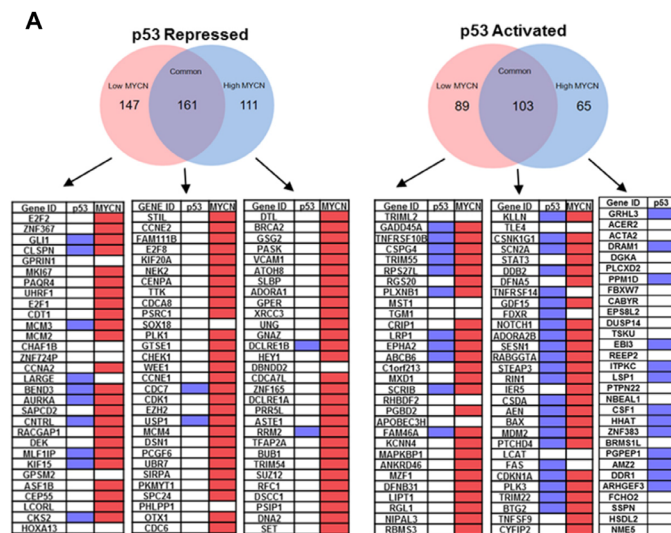 A
p53 Repressed
p53 Activated
Low MYCN
Common
High MYCN
147
161
111
Low MYCN
Common
High MYCN
89
103
65
Gene ID p53 MYCN
E2F2
ZNF367
GLI1
CLSPN
GPRIN1
MKI67
PAQR4
UHRF1
E2F1
CDT1
MCM3
MCM2
CHAF1B
ZNF724P
CCNA2
LARGE
BEND3
AURKA
SAPCD2
CNTRL
RACGAP1
DEK
MLF1IP
KIF15
GPSM2
ASF1B
CEP55
LCORL
CKS2
HOXA13
GENE ID p53 MYCN
STIL
CCNE2
FAM111B
E2F8
KIF20A
NEK2
CENPA
TTK
CDCA8
PSRC1
SOX18
PLK1
GTSE1
CHEK1
WEE1
CCNE1
CDC7
CDK1
EZH2
USP1
MCM4
DSN1
PCGF6
UBR7
SIRPA
PKMYT1
SPC24
PHLPP1
OTX1
CDC6
Gene ID p53 MYCN
DTL
BRCA2
GSG2
PASK
VCAM1
ATOH8
SLBP
ADORA1
GPER
XRCC3
UNG
GNAZ
DCLRE1B
HEY1
DBNDD2
CDCA7L
ZNF165
DCLRE1A
PRR5L
ASTE1
RRM2
TFAP2A
BUB1
TRIM54
SUZ12
RFC1
DSCC1
PSIP1
DNA2
SET
Gene ID p53 MYCN
TRIML2
GADD45A
TNFRSF10B
CSPG4
TRIM55
RPS27L
RGS20
PLXNB1
MST1
TGM1
CRIP1
LRP1
EPHA2
ABCB6
C1orf213
MXD1
SCRIB
RHBDF2
PGBD2
APOBEC3H
FAM46A
KCNN4
MAPKBP1
ANKRD46
MZF1
DFNB31
LIPT1
RGL1
NIPAL3
RBMS3
Gene ID p53 MYCN
KLLN
TLE4
CSNK1G1
SCN2A
STAT3
DDB2
DFNA5
TNFRSF14
GDF15
FDXR
NOTCH1
ADORA2B
SESN1
RABGGTA
STEAP3
RIN1
IER5
CSDA
AEN
BAX
MDM2
PTCHD4
LCAT
FAS
CDKN1A
PLK3
TRIM22
BTG2
TNFSF9
CYFIP2
Gene ID p53
GRHL3
ACER2
ACTA2
DRAM1
DGKA
PLCXD2
PPM1D
FBXW7
CABYR
EPS8L2
DUSP14
TSKU
EBI3
REEP2
ITPKC
LSP1
PTPN22
NBEAL1
CSF1
HHAT
ZNF383
BRMS1L
PGPEP1
AMZ2
DDR1
ARHGEF3
FCHO2
SSPN
HSDL2
NME5